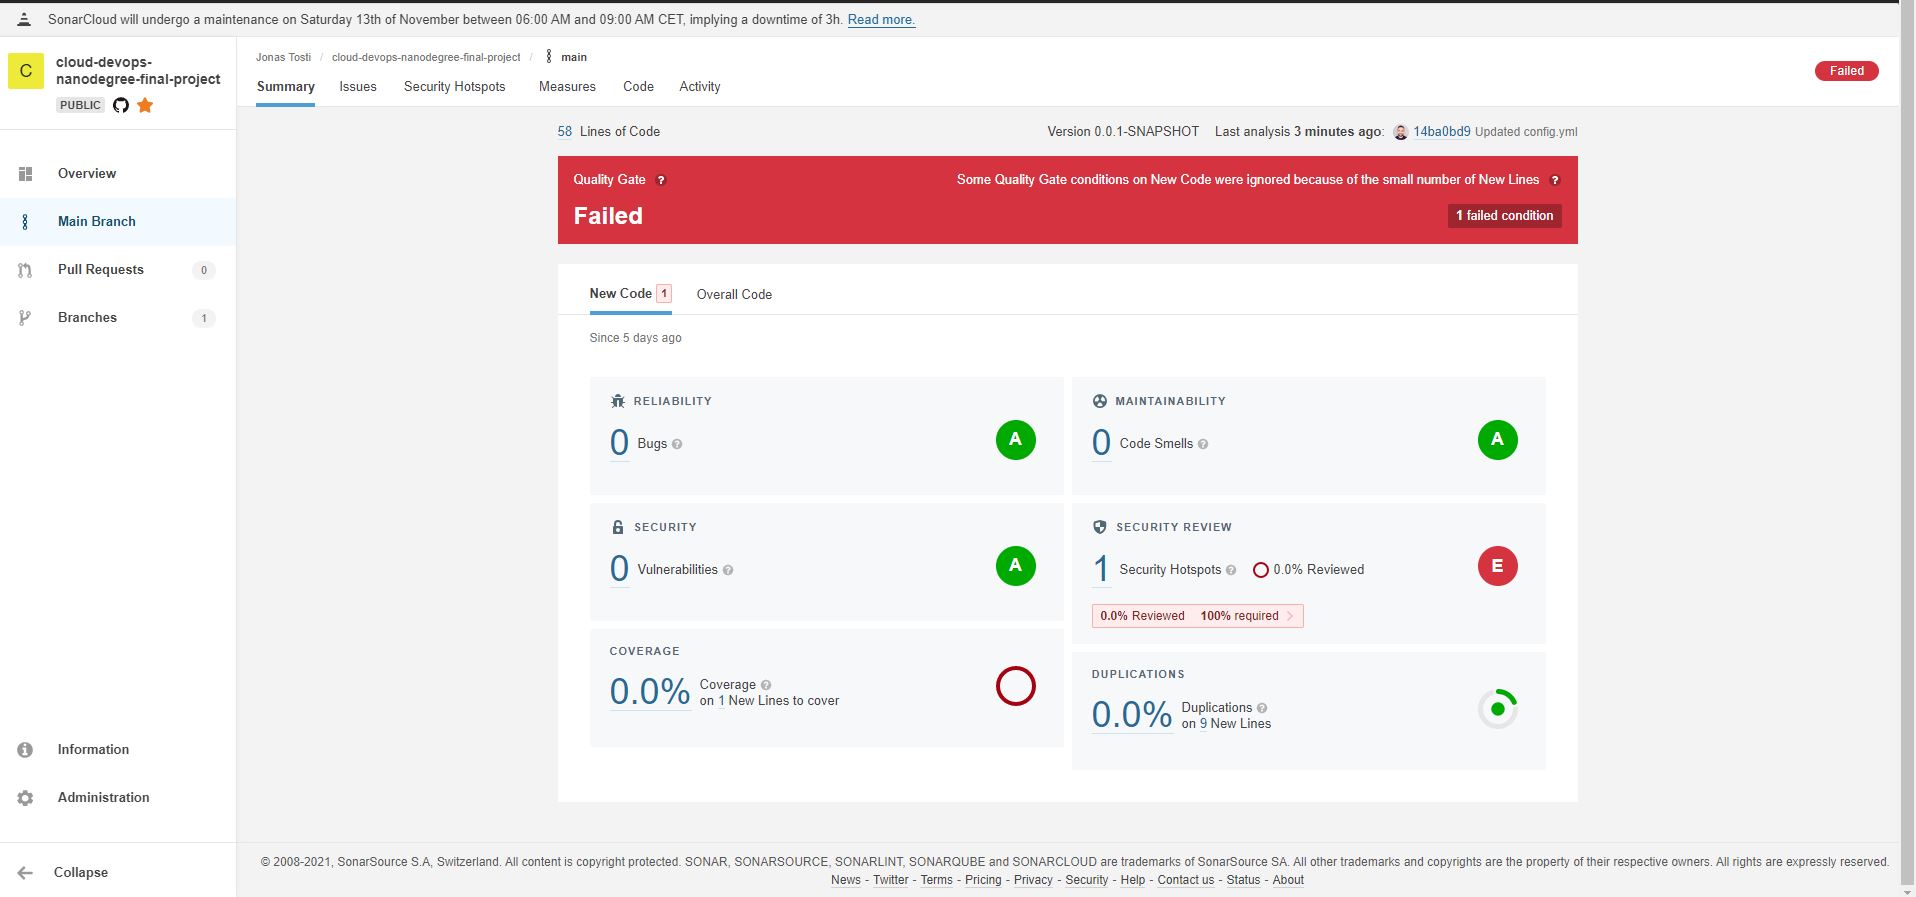 SonarCloud will undergo a maintenance on Saturday 13th of November between 06:00 AM and 09:00 AM CET, implying a downtime of 3h. Read more.
C
cloud-devops-
nanodegree-final-project
PUBLIC
Overview
Main Branch
Pull Requests 0
Branches 1
Information
Administration
Collapse
Jonas Tosti / cloud-devops-nanodegree-final-project / main
Failed
Summary Issues Security Hotspots Measures Code Activity
58 Lines of Code
Version 0.0.1-SNAPSHOT Last analysis 3 minutes ago: 14ba0bd9 Updated config.yml
Quality Gate ?
Some Quality Gate conditions on New Code were ignored because of the small number of New Lines ?
Failed
1 failed condition
New Code 1 Overall Code
Since 5 days ago
RELIABILITY
0 Bugs ?
A
MAINTAINABILITY
0 Code Smells ?
A
SECURITY
0 Vulnerabilities ?
A
SECURITY REVIEW
1 Security Hotspots ? 0.0% Reviewed
E
0.0% Reviewed 100% required >
COVERAGE
0.0% Coverage ?
on 1 New Lines to cover
DUPLICATIONS
0.0% Duplications ?
on 9 New Lines
© 2008-2021, SonarSource S.A, Switzerland. All content is copyright protected. SONAR, SONARSOURCE, SONARLINT, SONARQUBE and SONARCLOUD are trademarks of SonarSource SA. All other trademarks and copyrights are the property of their respective owners. All rights are expressly reserved.
News - Twitter - Terms - Pricing - Privacy - Security - Help - Contact us - Status - About